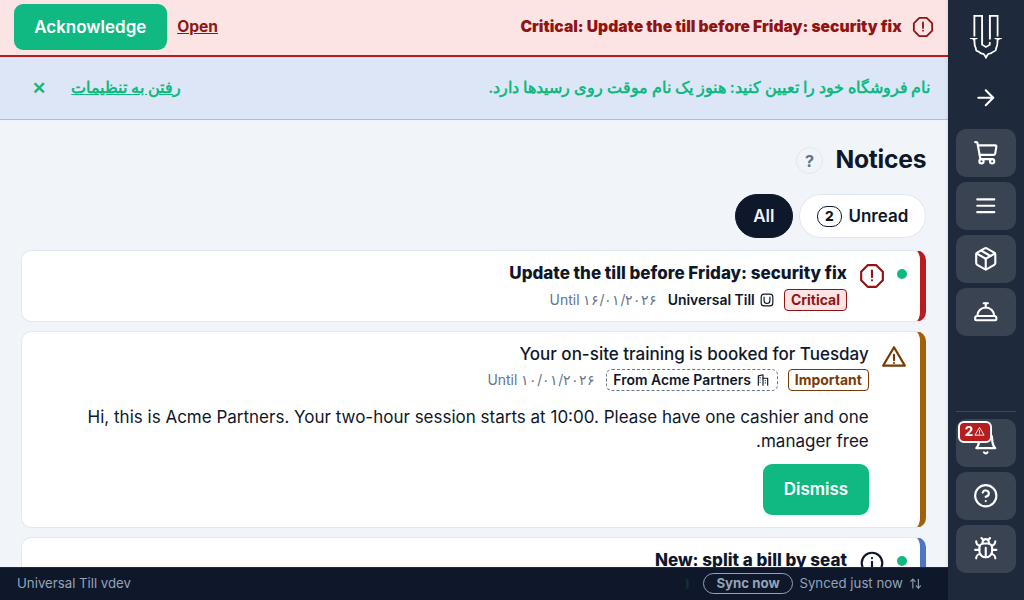 Critical: Update the till before Friday: security fix
Open
Acknowledge
نام فروشگاه خود را تعیین کنید: هنوز یک نام موقت روی رسیدها دارد.
رفتن به تنظیمات
×
Notices
?
Unread 2
All
Update the till before Friday: security fix
Critical
Universal Till
Until ۱۶/۰۱/۲۰۲۶
Your on-site training is booked for Tuesday
Important
From Acme Partners
Until ۱۰/۰۱/۲۰۲۶
Hi, this is Acme Partners. Your two-hour session starts at 10:00. Please have one cashier and one
manager free.
Dismiss
New: split a bill by seat
2
Synced just now
Sync now
Universal Till vdev